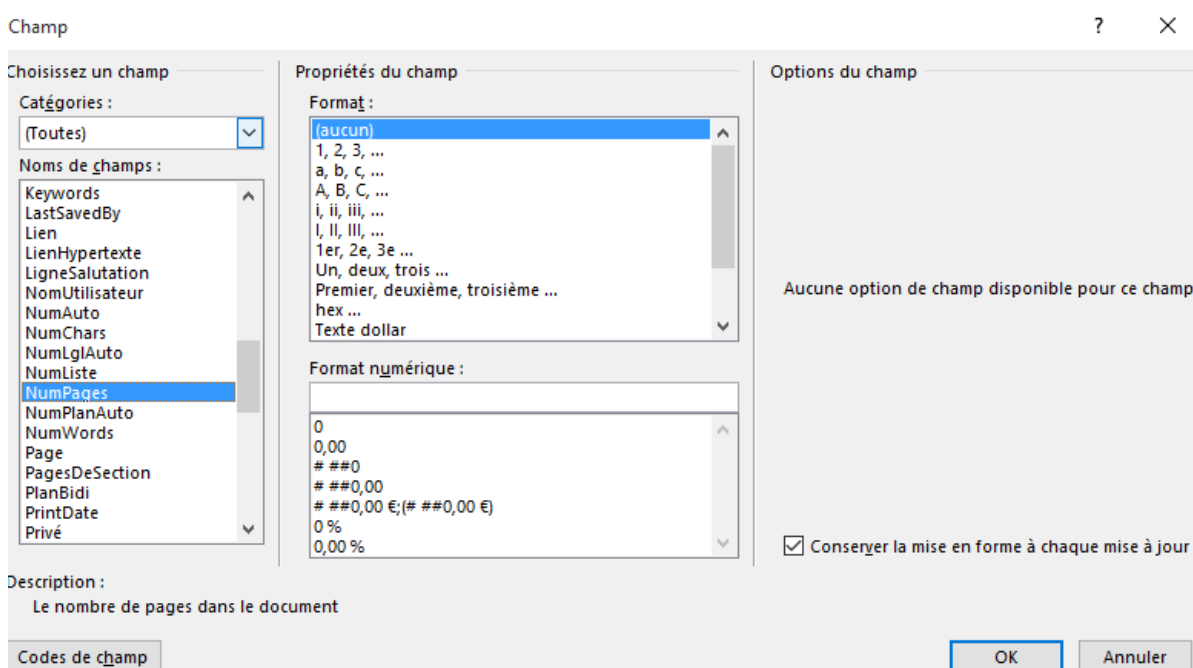 Champ
?
Choisissez un champ
Catégories :
(Toutes)
Noms de champs :
Keywords
LastSavedBy
Lien
LienHypertexte
LigneSalutation
NomUtilisateur
NumAuto
NumChars
NumLglAuto
NumListe
NumPages
NumPlanAuto
NumWords
Page
PagesDeSection
PlanBidi
PrintDate
Privé
Propriétés du champ
Format :
(aucun)
1, 2, 3, ...
a, b, c, ...
A, B, C, ...
i, ii, iii, ...
I, II, III, ...
1er, 2e, 3e ...
Un, deux, trois ...
Premier, deuxième, troisième ...
hex ...
Texte dollar
Format numérique :
0
0,00
# ##0
# ##0,00
# ##0,00 €;(# ##0,00 €)
0 %
0,00 %
Options du champ
Aucune option de champ disponible pour ce champ
Conserver la mise en forme à chaque mise à jour
Description :
Le nombre de pages dans le document
Codes de champ
OK
Annuler